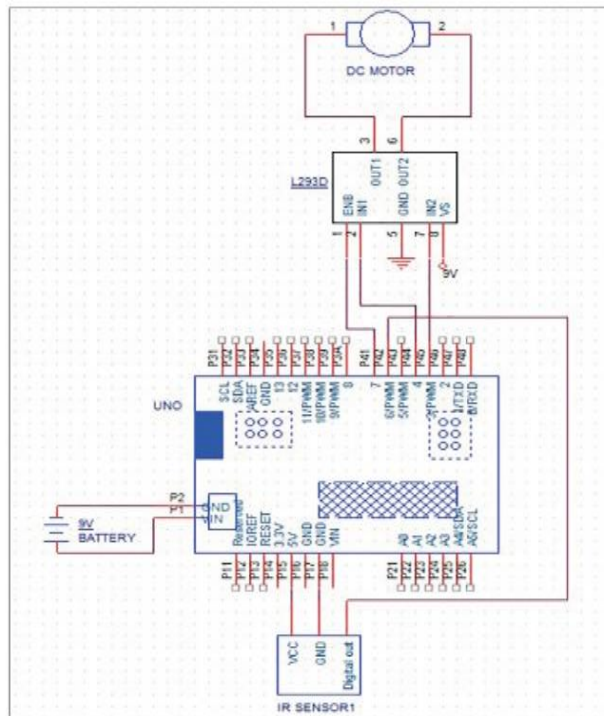 1 2
DC MOTOR
3 6
OUT1 OUT2
L293D
ENB IN1 GND IN2 VS
1 2 5 7 8
9V
P31 P32 P33 P34 P35 P36 P37 P38 P39 P3A P41 P42 P43 P44 P45 P46 P47 P48
SCL SDA AREF GND 13 12 11/PWM 10/PWM 9/PWM 8 7 6/PWM 5/PWM 4 2 1/TXD
UNO
P2 GND
P1 VIN
9V
BATTERY
Reserved IOREF RESET 3.3V 5V GND GND VIN A0 A1 A2 A3 A4/SDA A5/SCL
P11 P12 P13 P14 P15 P16 P17 P18 P21 P22 P23 P24 P25 P26
VCC GND Digital out
IR SENSOR1